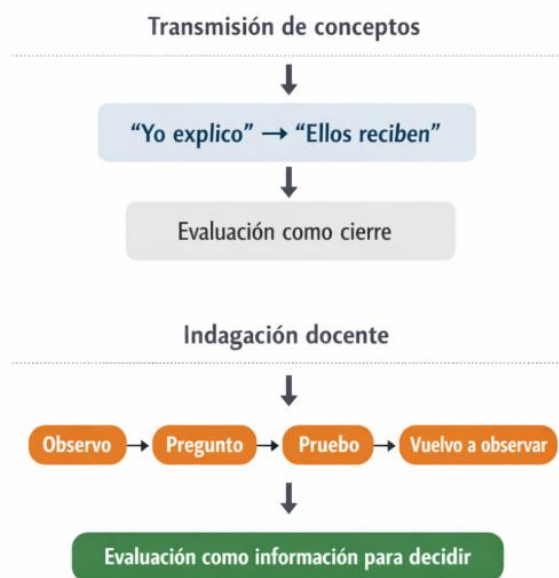 Transmisión de conceptos
“Yo explico” → “Ellos reciben”
Evaluación como cierre
Indagación docente
Observo → Pregunto → Pruebo → Vuelvo a observar
Evaluación como información para decidir